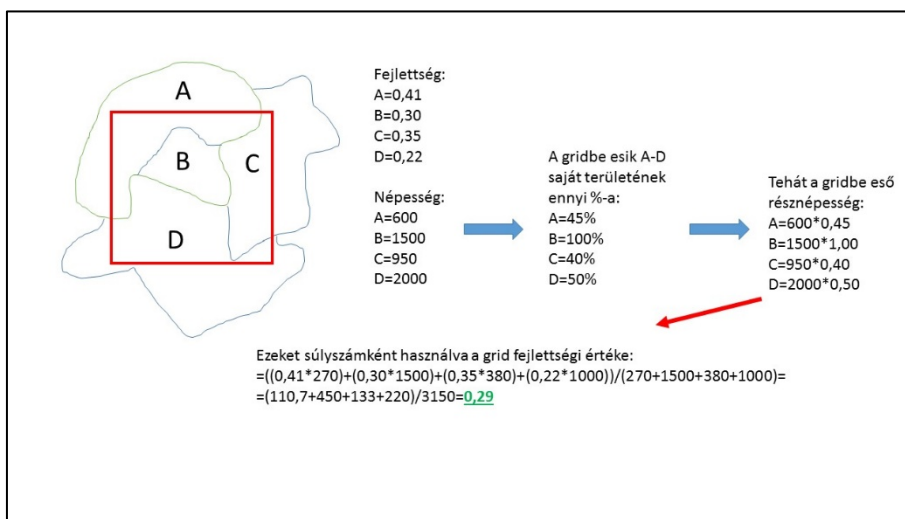 A
B
C
D
Fejlettség:
A=0,41
B=0,30
C=0,35
D=0,22
Népesség:
A=600
B=1500
C=950
D=2000
A gridbe esik A-D
saját területének
ennyi %-a:
A=45%
B=100%
C=40%
D=50%
Tehát a gridbe eső
résznépesség:
A=600*0,45
B=1500*1,00
C=950*0,40
D=2000*0,50
Ezeket súlyszámként használva a grid fejlettségi értéke:
=((0,41*270)+(0,30*1500)+(0,35*380)+(0,22*1000))/(270+1500+380+1000)=
=(110,7+450+133+220)/3150=0,29